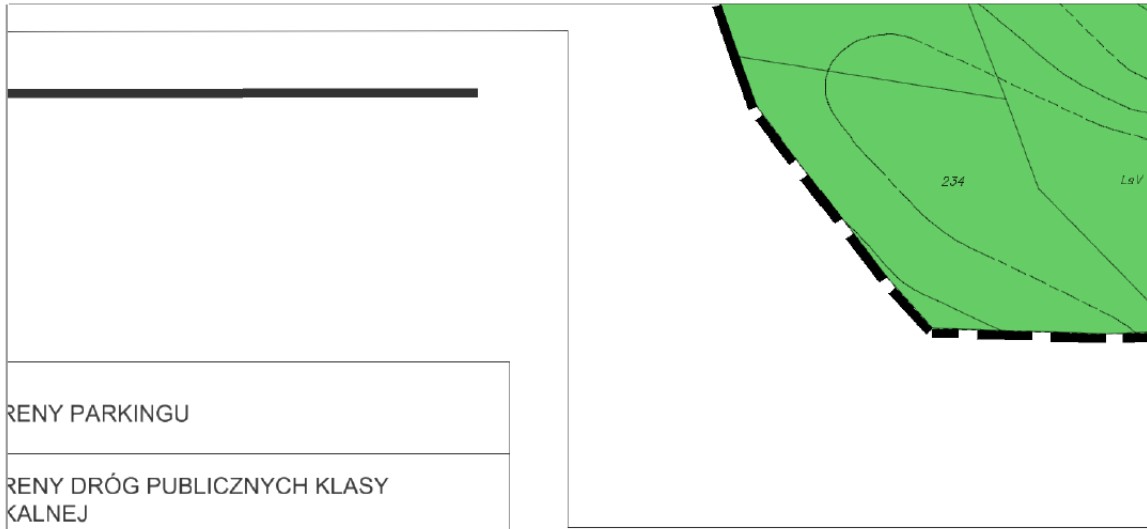 234
LsV
RENY PARKINGU
RENY DRÓG PUBLICZNYCH KLASY
KALNEJ